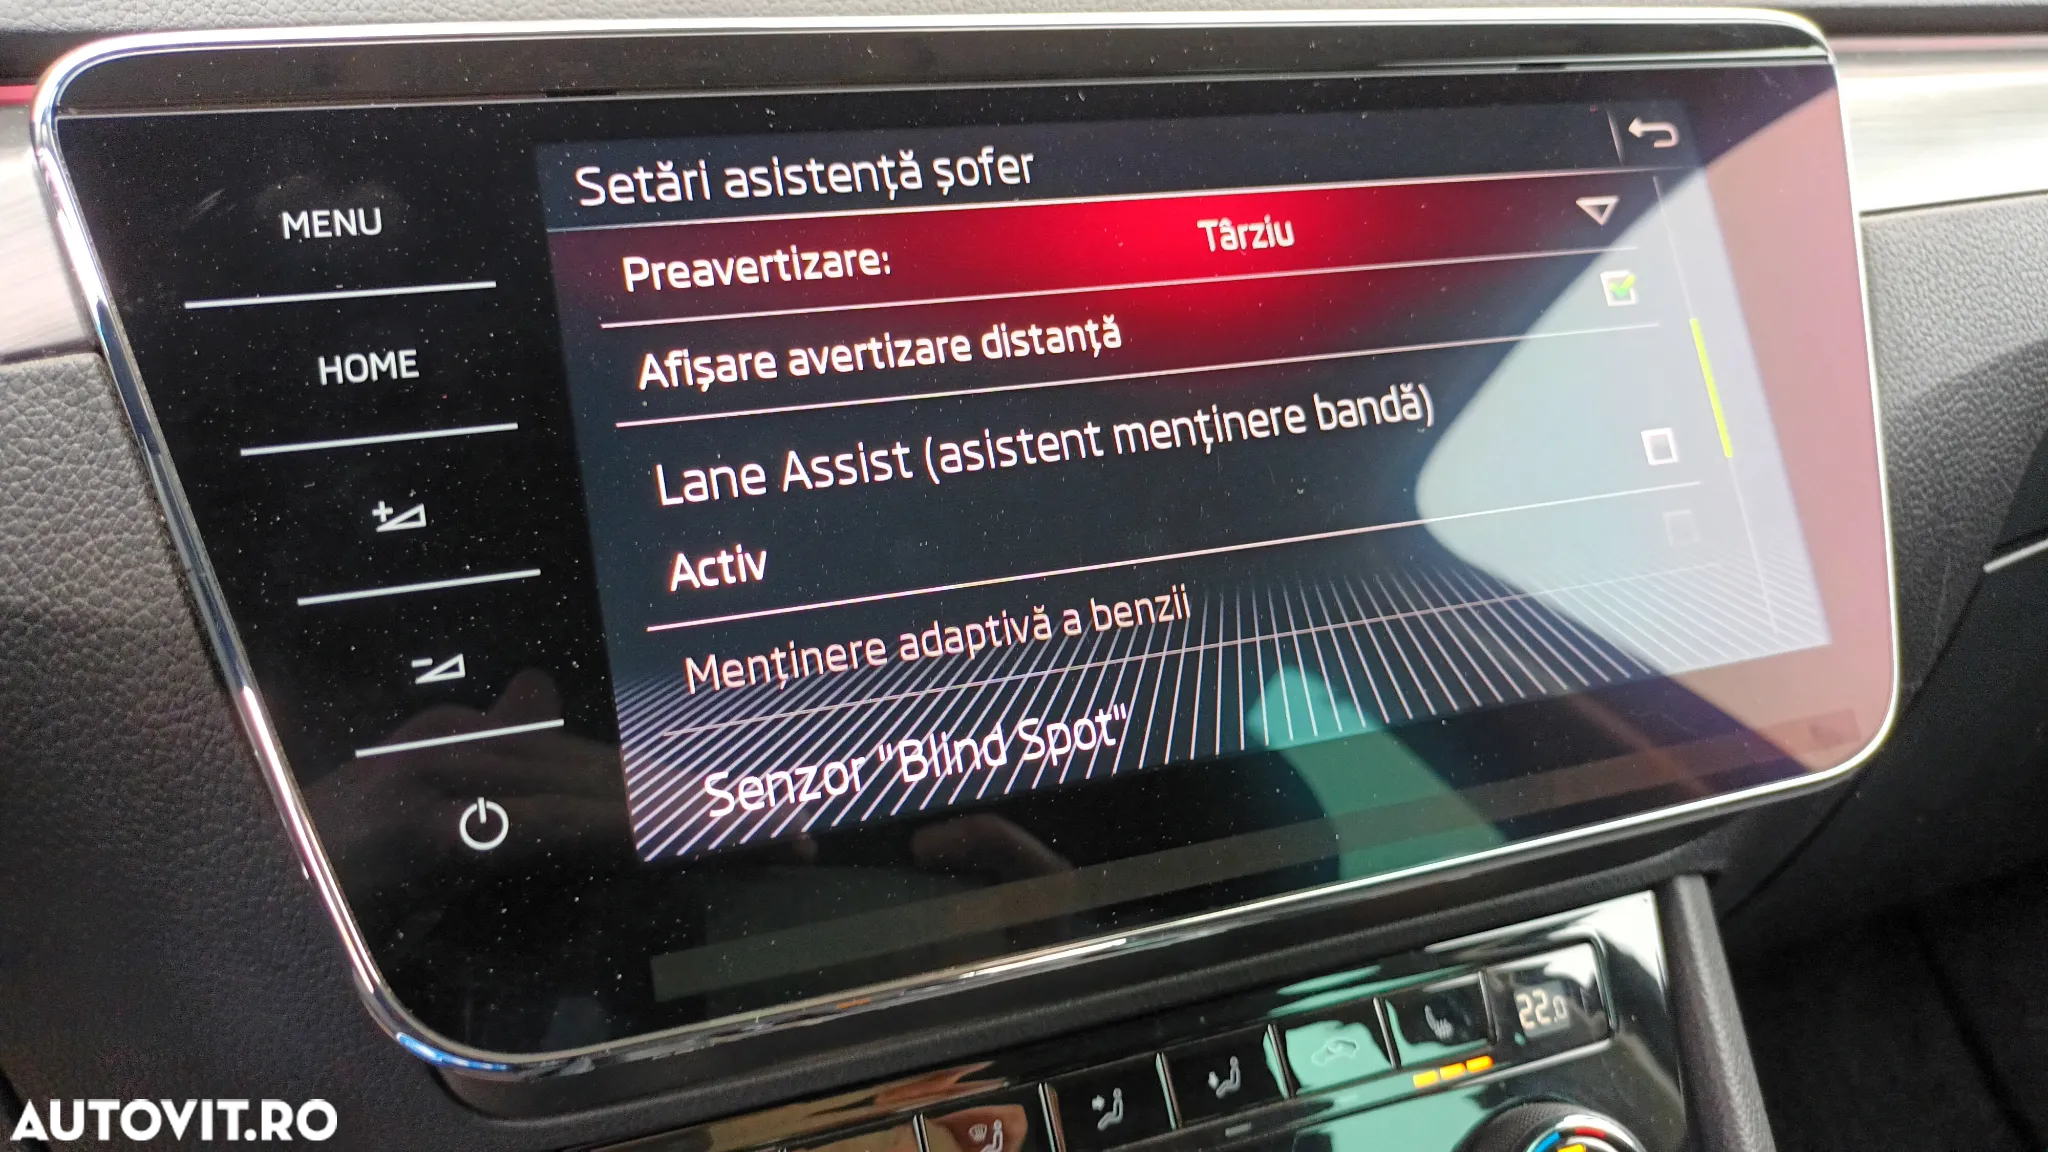 Setări asistență șofer
MENU
Preavertizare: Târziu
HOME
Afișare avertizare distanță
Lane Assist (asistent menținere bandă)
Activ
Menținere adaptivă a benzii
Senzor "Blind Spot"
22.0
AUTOVIT.RO